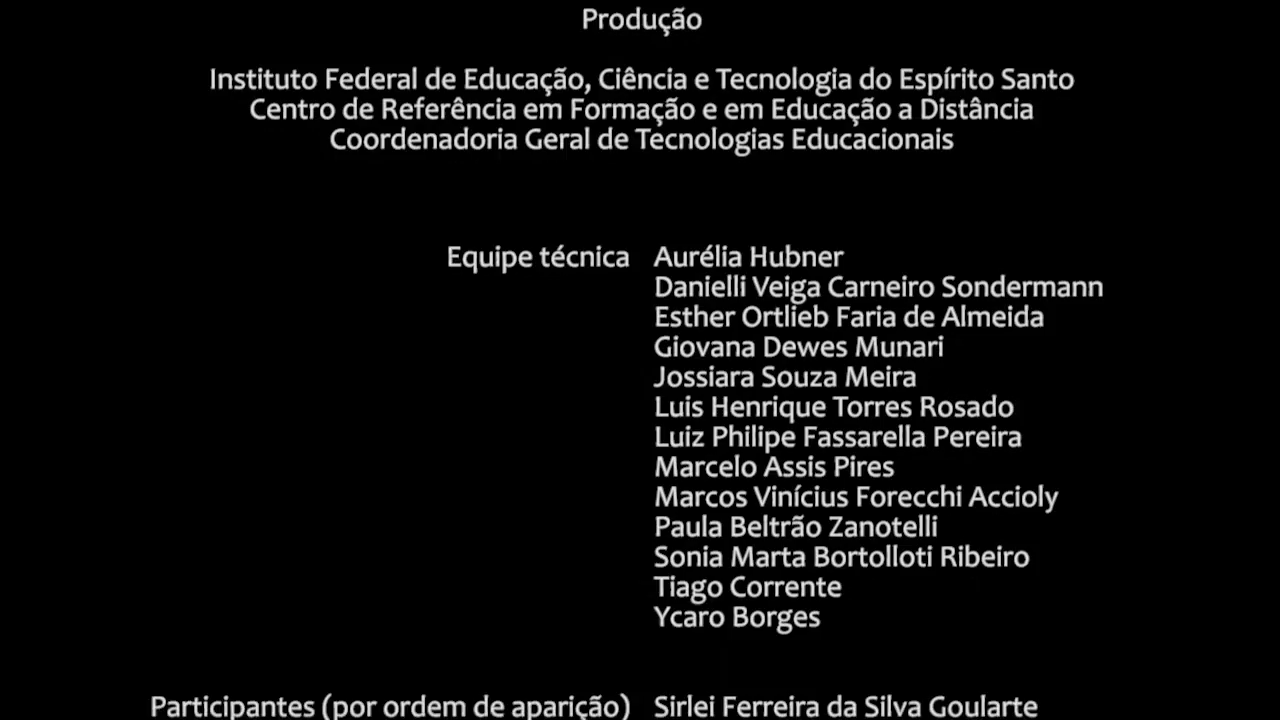 Produção
Instituto Federal de Educação, Ciência e Tecnologia do Espírito Santo
Centro de Referência em Formação e em Educação a Distância
Coordenadoria Geral de Tecnologias Educacionais
Equipe técnica Aurélia Hubner
Danielli Veiga Carneiro Sondermann
Esther Ortlieb Faria de Almeida
Giovana Dewes Munari
Jossiara Souza Meira
Luis Henrique Torres Rosado
Luiz Philipe Fassarella Pereira
Marcelo Assis Pires
Marcos Vinícius Forecchi Accioly
Paula Beltrão Zanotelli
Sonia Marta Bortolloti Ribeiro
Tiago Corrente
Ycaro Borges
Participantes (por ordem de aparição) Sirlei Ferreira da Silva Goularte